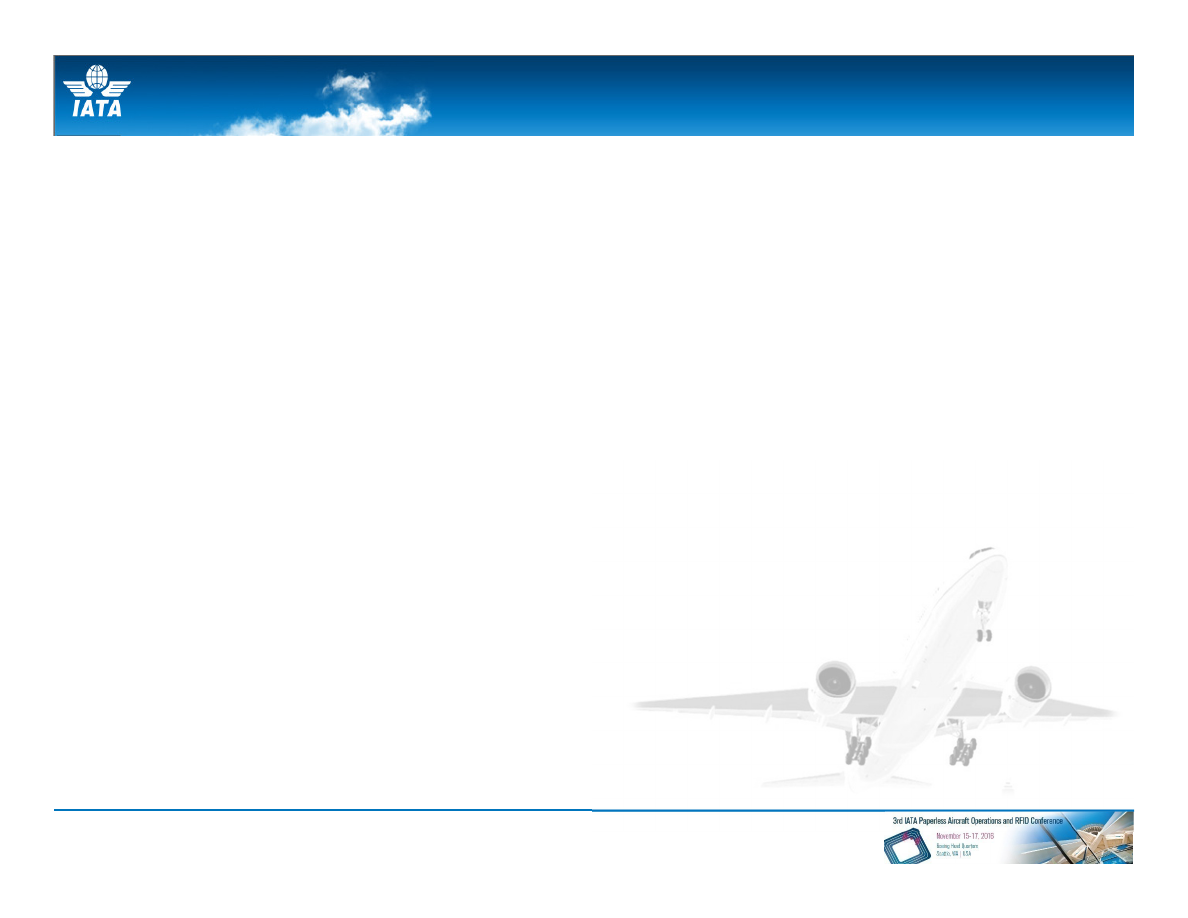 IATA
3rd IATA Paperless Aircraft Operations and RFID Conference
November 15-17, 2016
Boeing Head Quarters
Seattle, WA | USA